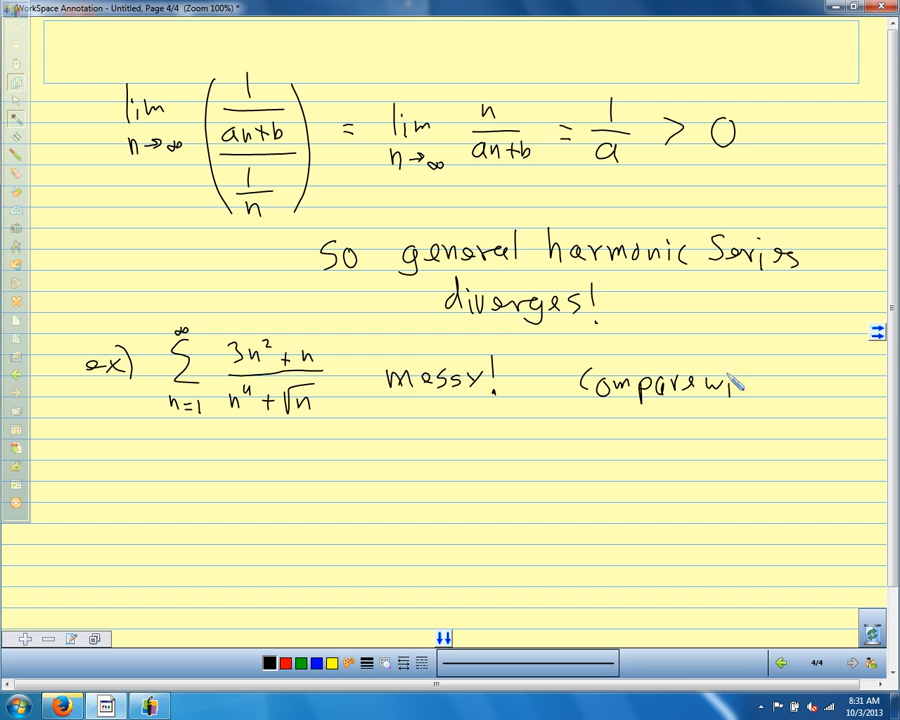 WorkSpace Annotation - Untitled, Page 4/4 (Zoom 100%) *
lim n→∞ ( (1/(an+b)) / (1/n) ) = lim n→∞ n/(an+b) = 1/a > 0
So general harmonic Series
diverges!
ex) ∞ Σ n=1 (3n² + n)/(n⁴ + √n) messy! Compare wi
4/4
8:31 AM
10/3/2013